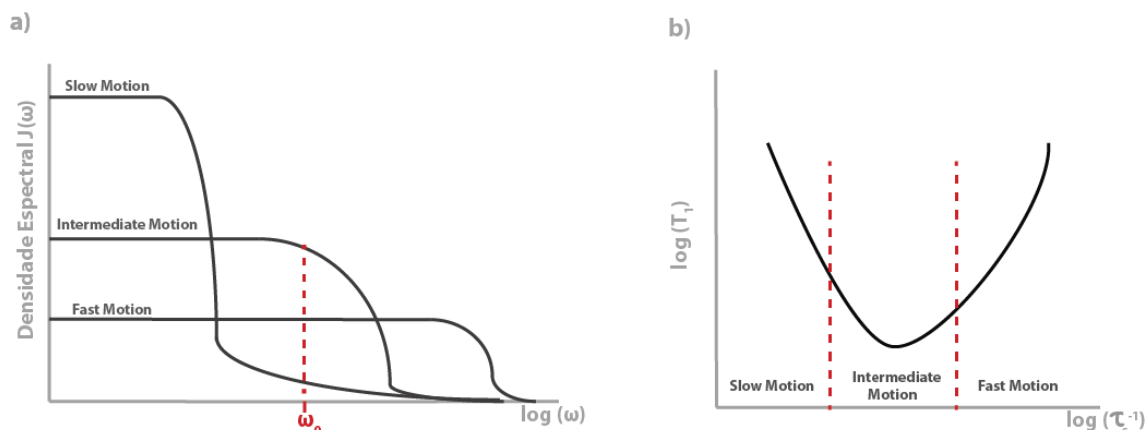 a)
Slow Motion
Intermediate Motion
Fast Motion
Densidade Espectral J(ω)
log (ω)
ω₀
b)
log (T₁)
Slow Motion
Intermediate
Motion
Fast Motion
log (τ꜀⁻¹)